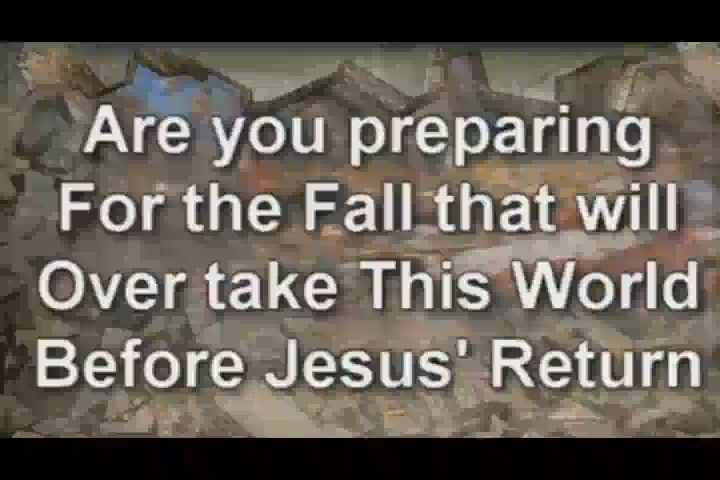 Are you preparing
For the Fall that will
Over take This World
Before Jesus' Return